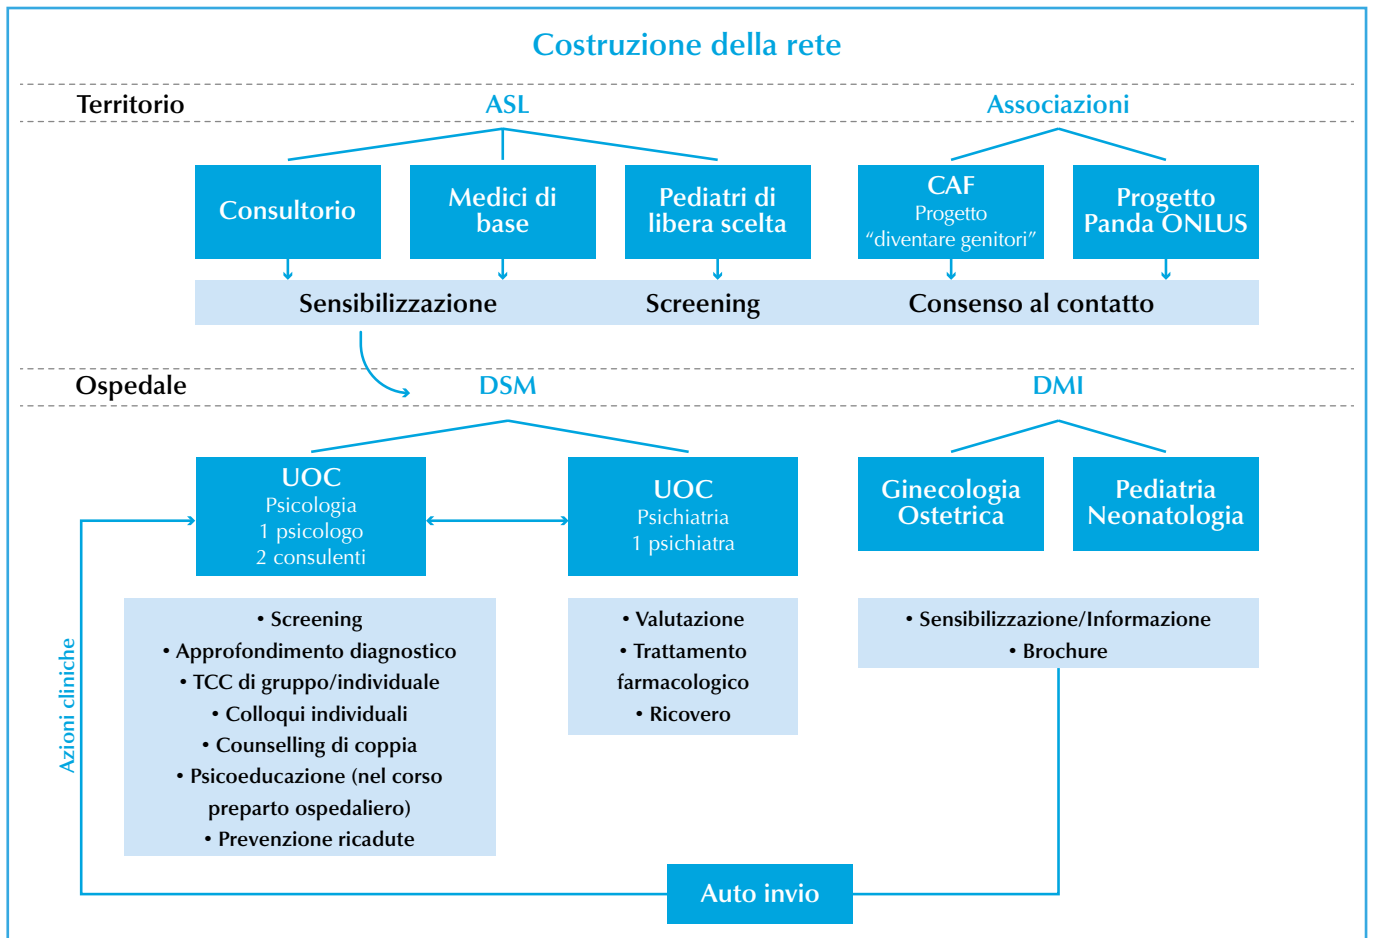 Costruzione della rete
Territorio
ASL
Associazioni
Consultorio
Medici di
base
Pediatri di
libera scelta
CAF
Progetto
“diventare genitori”
Progetto
Panda ONLUS
Sensibilizzazione
Screening
Consenso al contatto
Ospedale
DSM
DMI
UOC
Psicologia
1 psicologo
2 consulenti
UOC
Psichiatria
1 psichiatra
Ginecologia
Ostetrica
Pediatria
Neonatologia
• Screening
• Approfondimento diagnostico
• TCC di gruppo/individuale
• Colloqui individuali
• Counselling di coppia
• Psicoeducazione (nel corso
preparto ospedaliero)
• Prevenzione ricadute
• Valutazione
• Trattamento
farmacologico
• Ricovero
• Sensibilizzazione/Informazione
• Brochure
Azioni cliniche
Auto invio